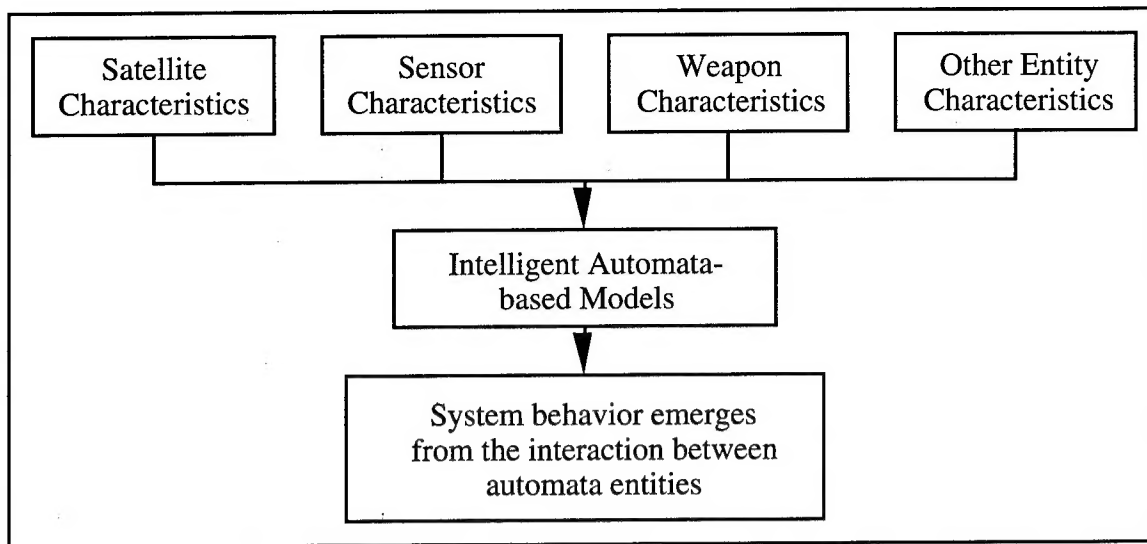 Satellite
Characteristics
Sensor
Characteristics
Weapon
Characteristics
Other Entity
Characteristics
Intelligent Automata-
based Models
System behavior emerges
from the interaction between
automata entities